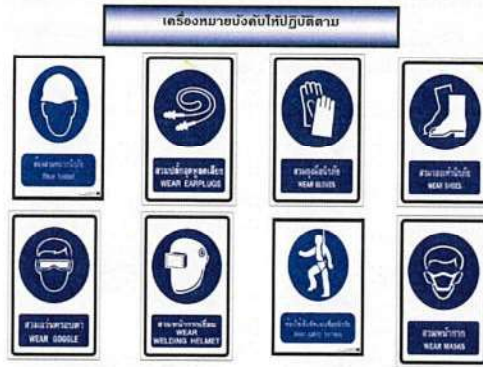 เครื่องหมายบังคับให้ปฏิบัติตาม
สวมปลั๊กอุดหูลดเสียง
WEAR EARPLUGS
สวมถุงมือนิรภัย
WEAR GLOVES
สวมรองเท้านิรภัย
WEAR SHOES
สวมแว่นครอบตา
WEAR GOGGLE
สวมหน้ากากเชื่อม
WEAR
WELDING HELMET
สวมหน้ากาก
WEAR MASKS